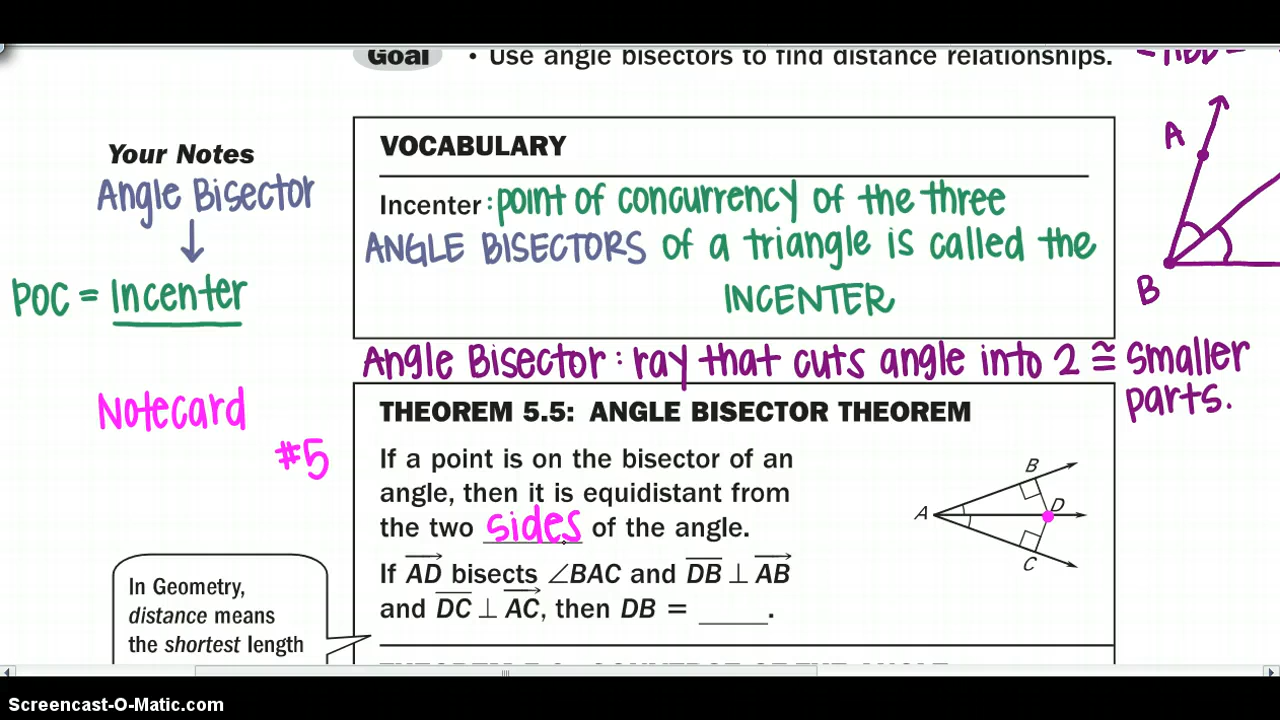 Goal • Use angle bisectors to find distance relationships.
A
B
VOCABULARY
Your Notes
Angle Bisector
Incenter: point of concurrency of the three
ANGLE BISECTORS of a triangle is called the
INCENTER
POC = Incenter
Angle Bisector: ray that cuts angle into 2 ≅ smaller
parts.
Notecard
#5
THEOREM 5.5: ANGLE BISECTOR THEOREM
If a point is on the bisector of an
angle, then it is equidistant from
the two sides of the angle.
B
A
D
C
If AD bisects ∠BAC and DB ⊥ AB
and DC ⊥ AC, then DB = ____.
In Geometry,
distance means
the shortest length
Screencast-O-Matic.com